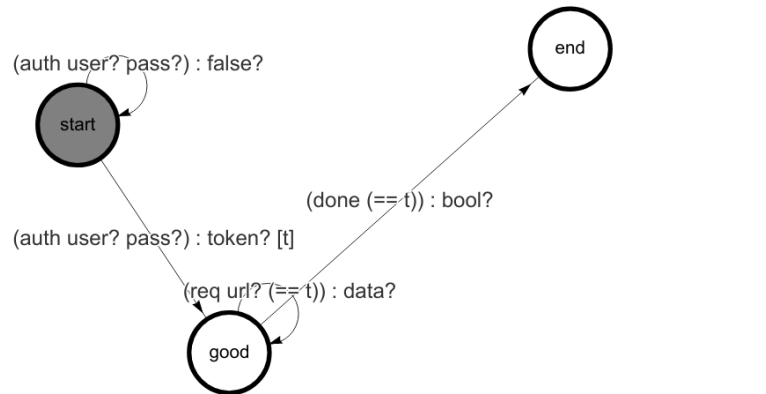 end
(auth user? pass?) : false?
start
(done (== t)) : bool?
(auth user? pass?) : token? [t]
(req url? (== t)) : data?
good